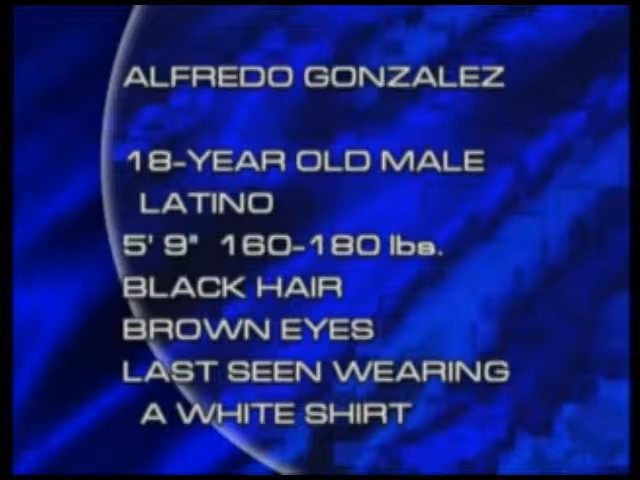 ALFREDO GONZALEZ
18-YEAR OLD MALE
LATINO
5' 9" 160-180 lbs.
BLACK HAIR
BROWN EYES
LAST SEEN WEARING
A WHITE SHIRT